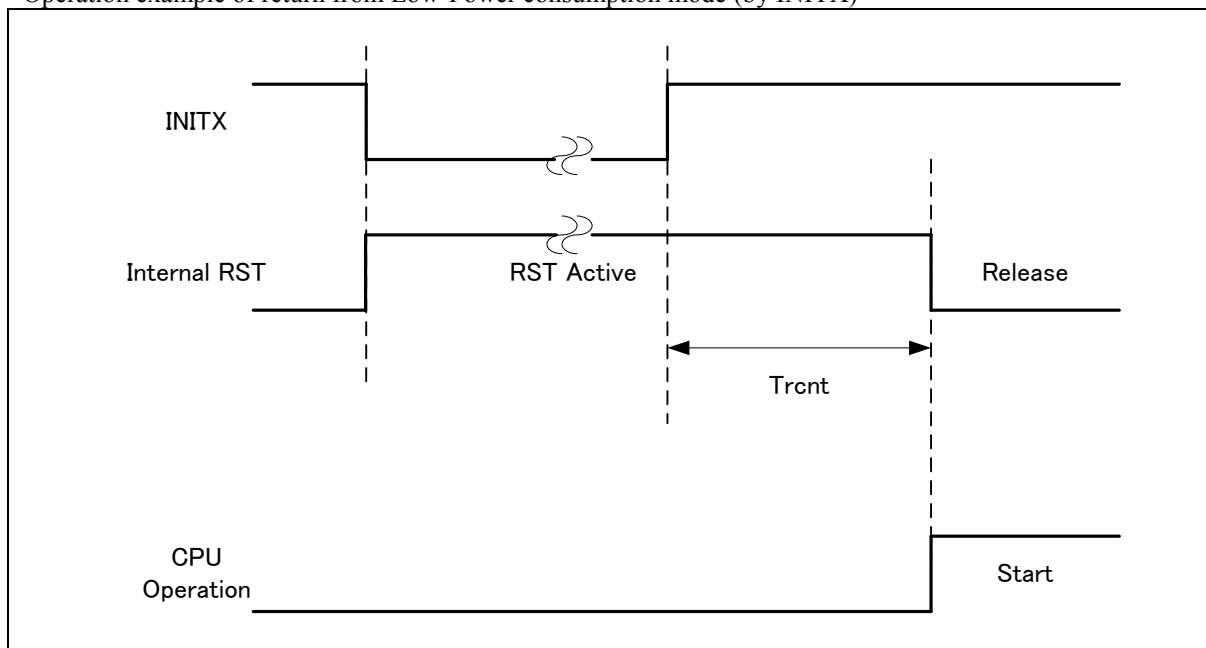 Operation example of return from Low-Power consumption mode (by INITX)
INITX
Internal RST
RST Active
Release
Trcnt
CPU
Operation
Start